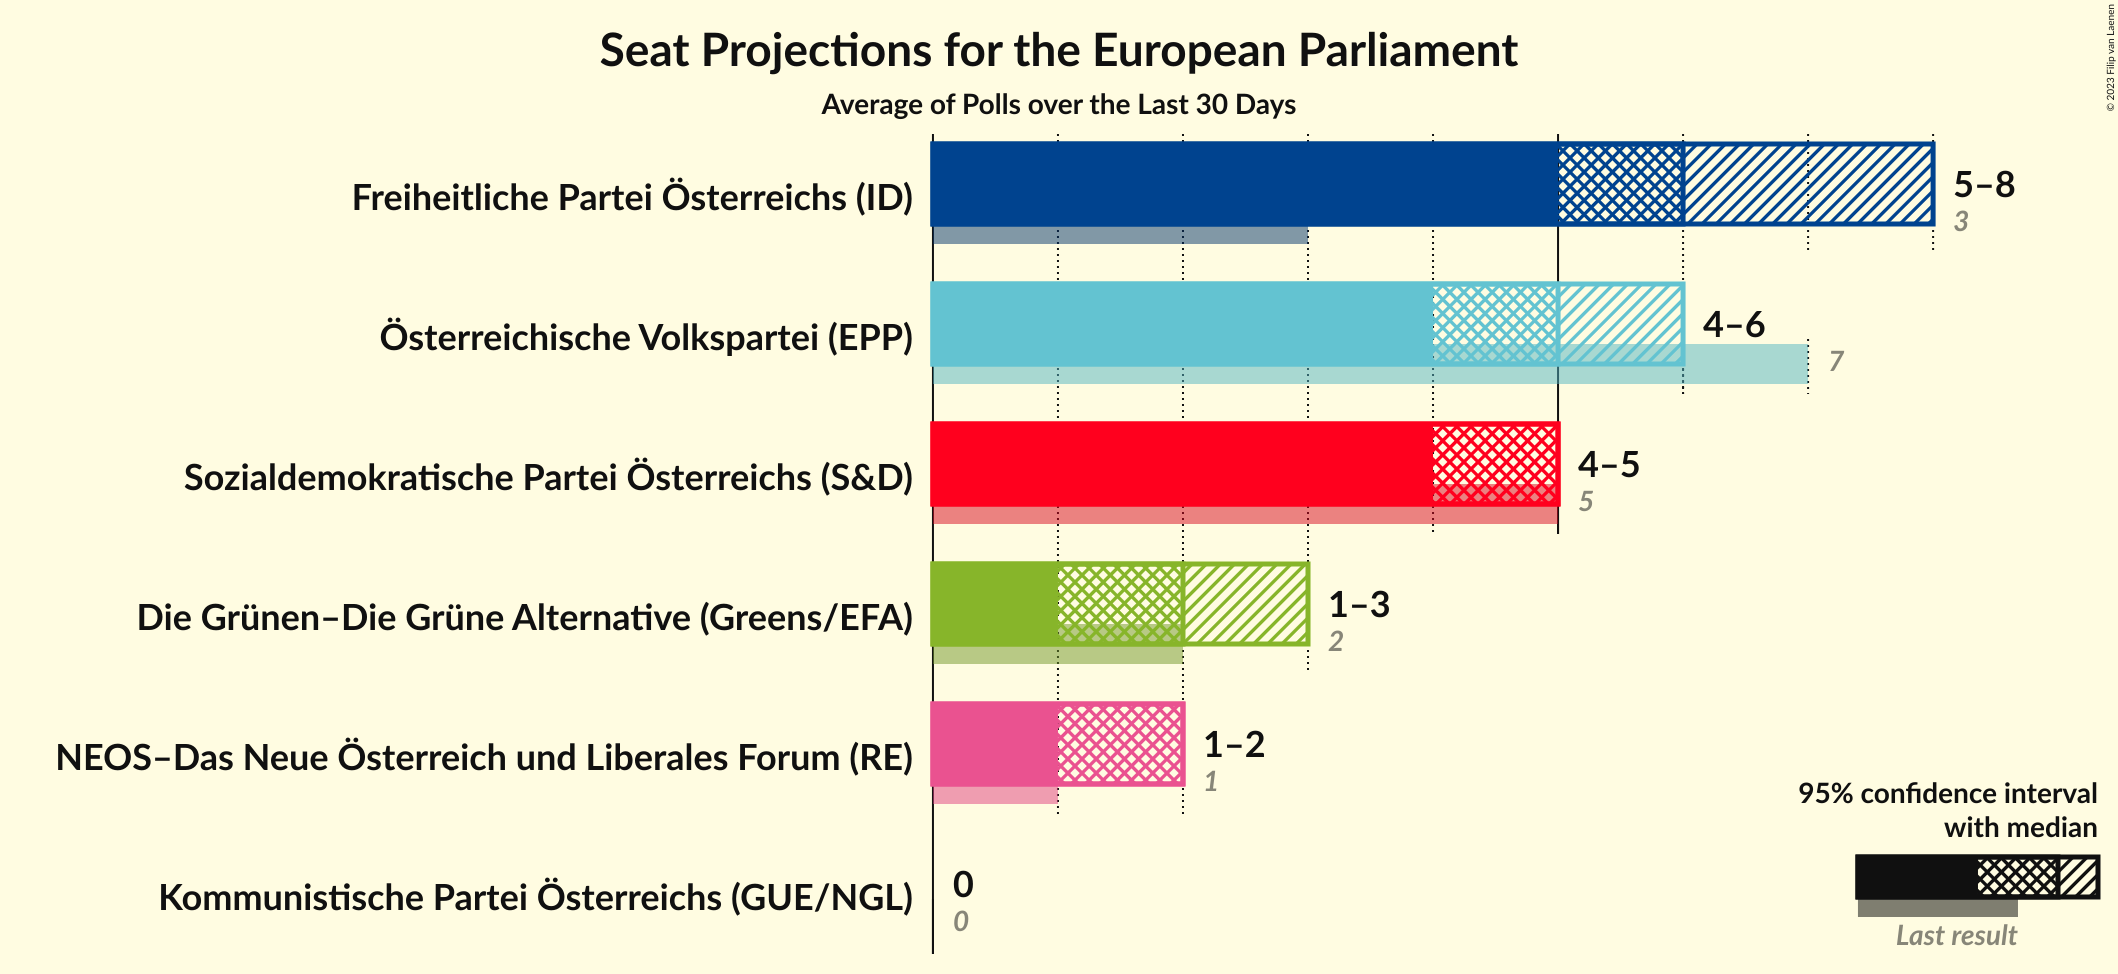 Seat Projections for the European Parliament
Average of Polls over the Last 30 Days
© 2023 Filip van Laenen
Freiheitliche Partei Österreichs (ID)
5–8
3
Österreichische Volkspartei (EPP)
4–6
7
Sozialdemokratische Partei Österreichs (S&D)
4–5
5
Die Grünen–Die Grüne Alternative (Greens/EFA)
1–3
2
NEOS–Das Neue Österreich und Liberales Forum (RE)
1–2
1
Kommunistische Partei Österreichs (GUE/NGL)
0
0
95% confidence interval
with median
Last result